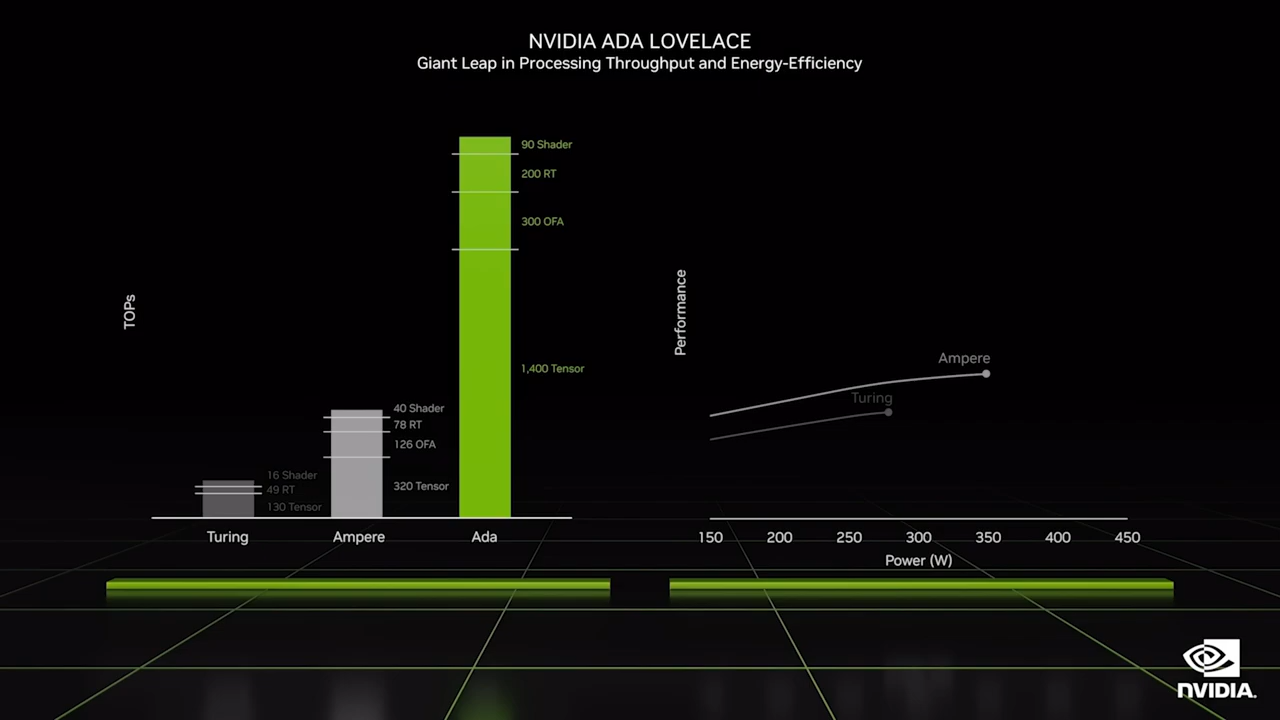 NVIDIA ADA LOVELACE
Giant Leap in Processing Throughput and Energy-Efficiency
TOPs
90 Shader
200 RT
300 OFA
1,400 Tensor
40 Shader
78 RT
126 OFA
320 Tensor
16 Shader
49 RT
130 Tensor
Turing Ampere Ada
Performance
Ampere
Turing
150 200 250 300 350 400 450
Power (W)
NVIDIA.